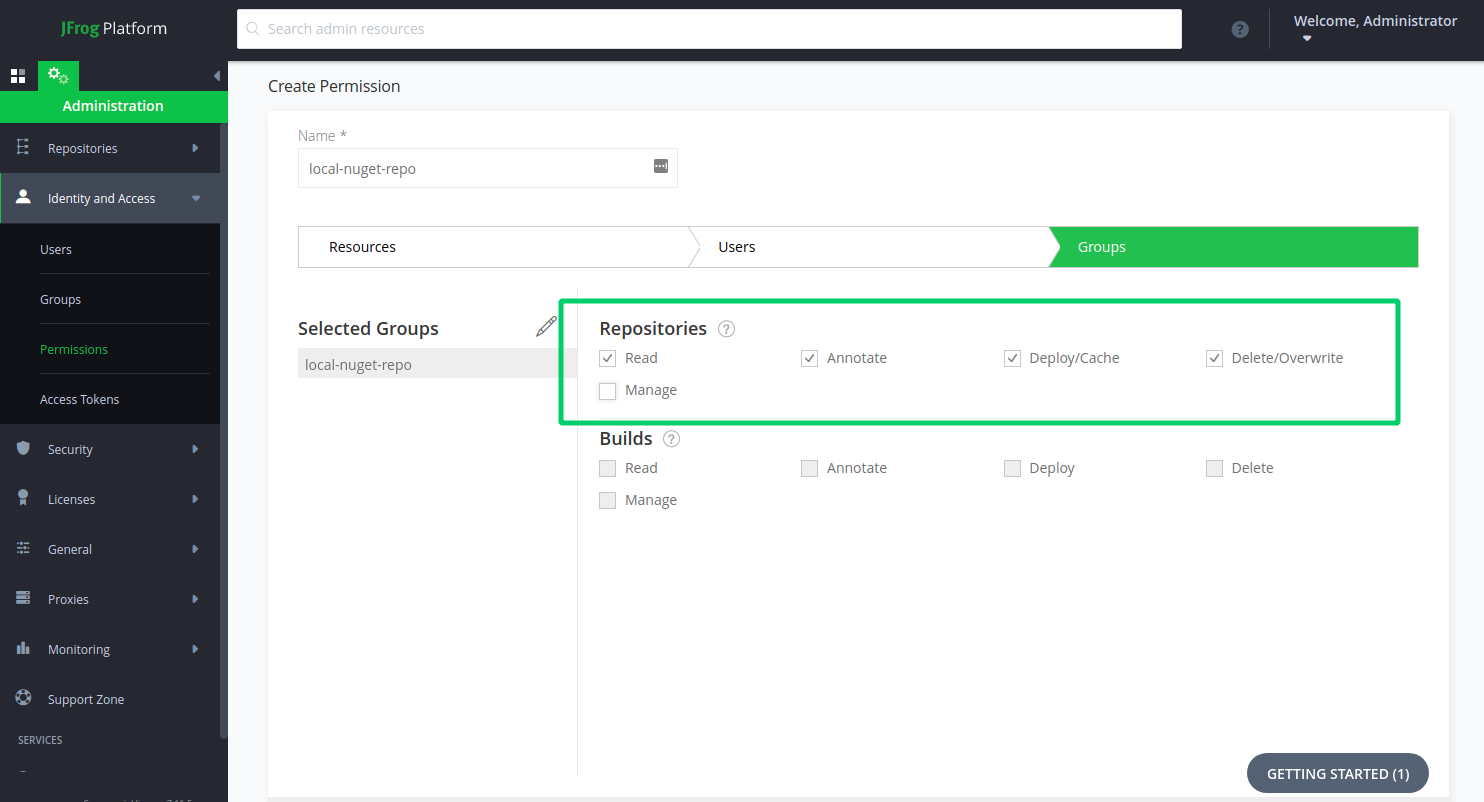 JFrog Platform
Search admin resources
?
Welcome, Administrator
Administration
Repositories
Identity and Access
Users
Groups
Permissions
Access Tokens
Security
Licenses
General
Proxies
Monitoring
Support Zone
SERVICES
Create Permission
Name *
local-nuget-repo
Resources
Users
Groups
Selected Groups
local-nuget-repo
Repositories ?
Read Annotate Deploy/Cache Delete/Overwrite
Manage
Builds ?
Read Annotate Deploy Delete
Manage
GETTING STARTED (1)